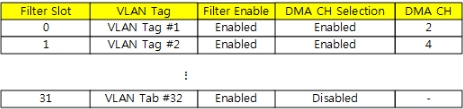 Filter Slot VLAN Tag Filter Enable DMA CH Selection DMA CH
0 VLAN Tag #1 Enabled Enabled 2
1 VLAN Tag #2 Enabled Enabled 4
⋮
31 VLAN Tab #32 Enabled Disabled -